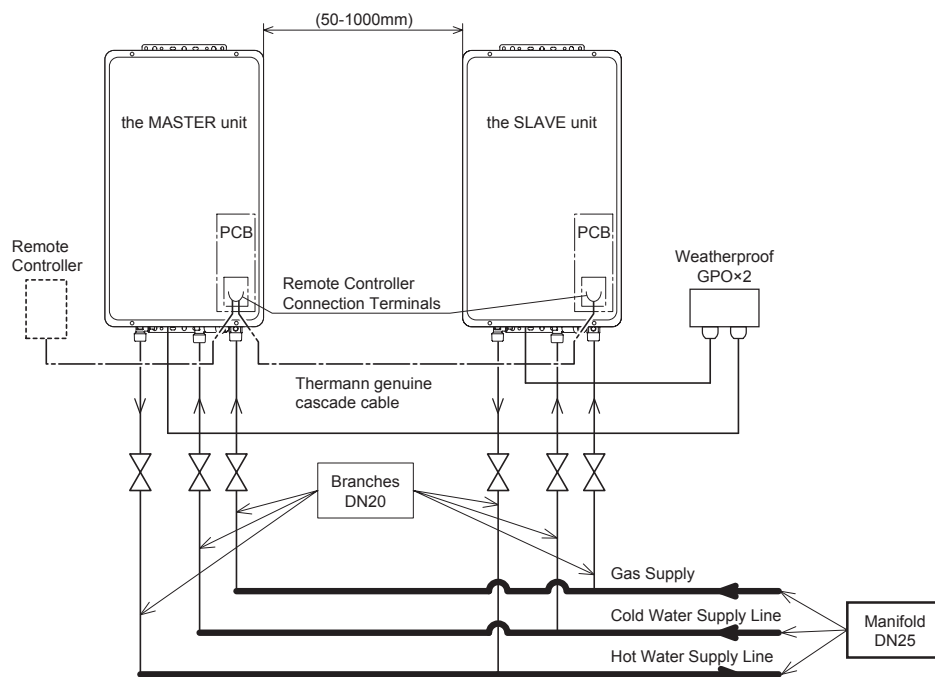 (50-1000mm)
the MASTER unit
the SLAVE unit
PCB
PCB
Remote
Controller
Remote Controller
Connection Terminals
Weatherproof
GPO×2
Thermann genuine
cascade cable
Branches
DN20
Gas Supply
Cold Water Supply Line
Hot Water Supply Line
Manifold
DN25